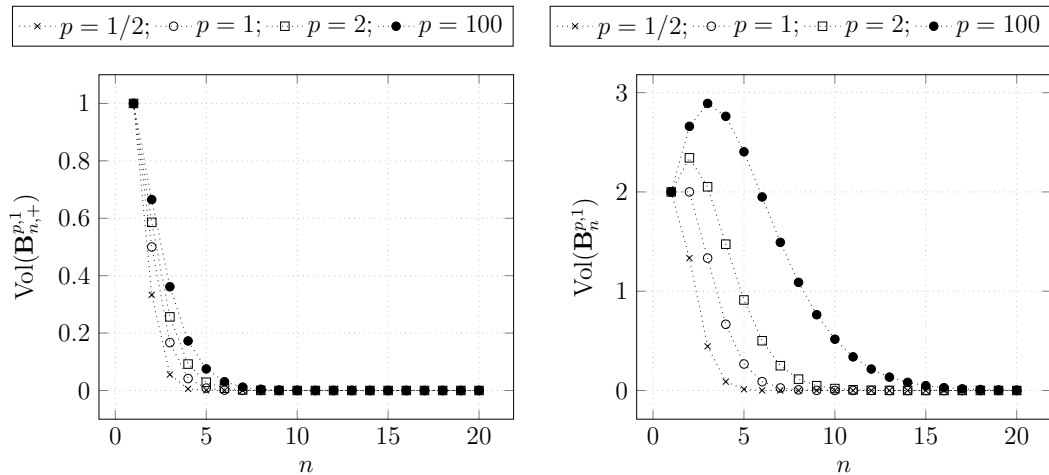 p = 1/2; p = 1; p = 2; p = 100
p = 1/2; p = 1; p = 2; p = 100
Vol(B_{n,+}^{p,1})
1
0.8
0.6
0.4
0.2
0
0 5 10 15 20
n
Vol(B_n^{p,1})
3
2
1
0
0 5 10 15 20
n